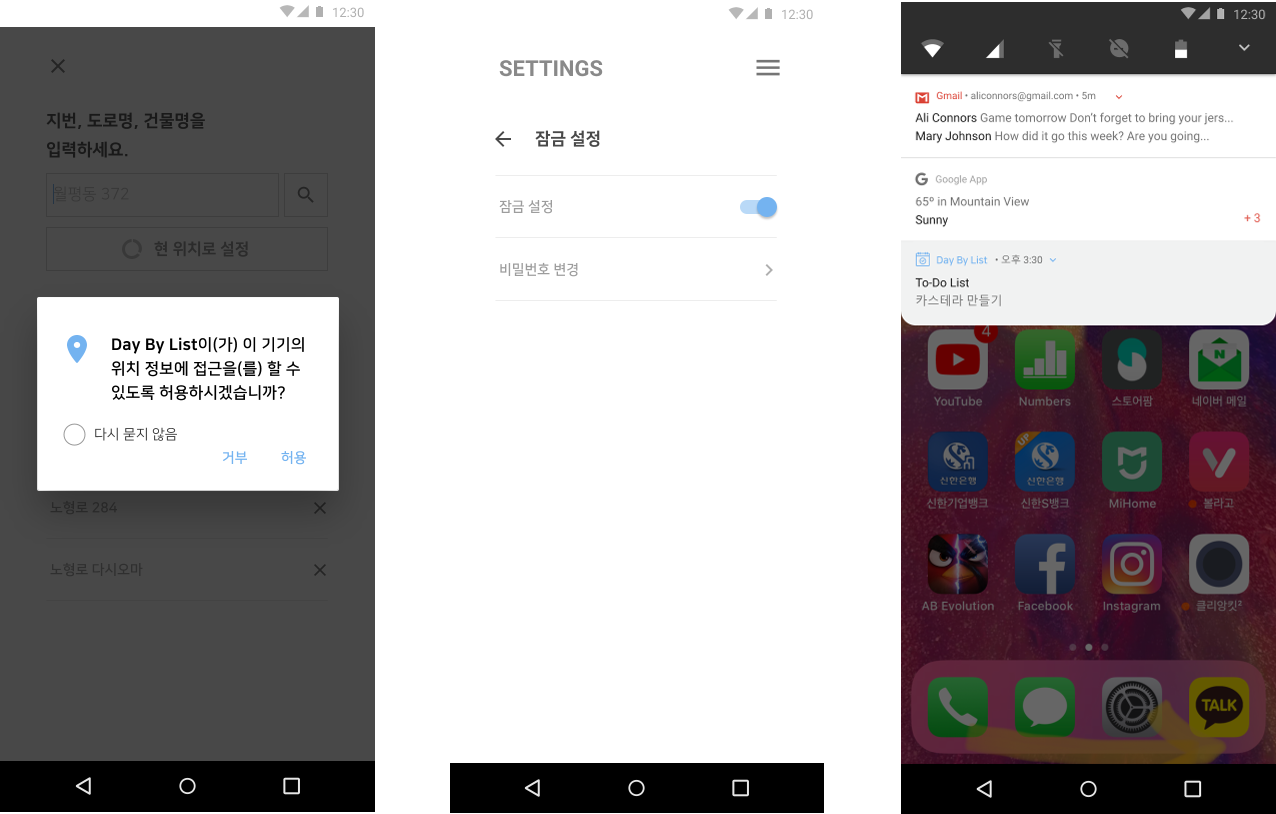 12:30
지번, 도로명, 건물명을
입력하세요.
월평동 372
현 위치로 설정
Day By List이(가) 이 기기의
위치 정보에 접근을(를) 할 수
있도록 허용하시겠습니까?
다시 묻지 않음
거부 허용
노형로 284
노형로 다시오마
12:30
SETTINGS
잠금 설정
잠금 설정
비밀번호 변경
12:30
Gmail • aliconnors@gmail.com • 5m
Ali Connors Game tomorrow Don't forget to bring your jers...
Mary Johnson How did it go this week? Are you going...
Google App
65º in Mountain View
Sunny
+ 3
Day By List • 오후 3:30
To-Do List
카스테라 만들기
4
YouTube Numbers 스토어팜 네이버 메일
N
신한은행 UP 신한은행
신한기업뱅크 신한S뱅크 MiHome 볼라고
AB Evolution Facebook Instagram 클리앙킷²
TALK